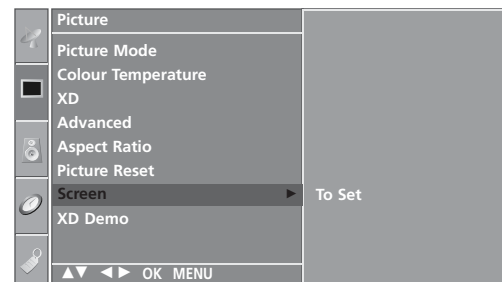 Picture
Picture Mode
Colour Temperature
XD
Advanced
Aspect Ratio
Picture Reset
Screen ► To Set
XD Demo
▲▼ ◄► OK MENU